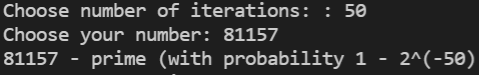 Choose number of iterations: : 50
Choose your number: 81157
81157 - prime (with probability 1 - 2^(-50)